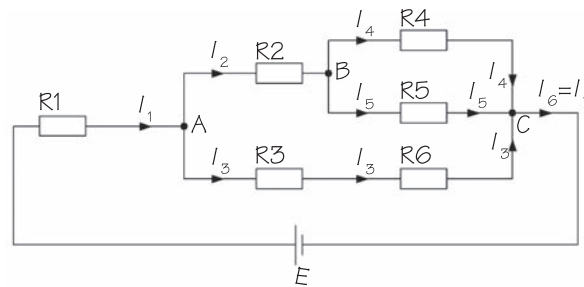 I4 R4
I2 R2 B I4 I6=I
R1 I1 A I5 R5 I5 C
I3 R3 I3 R6 I3
E